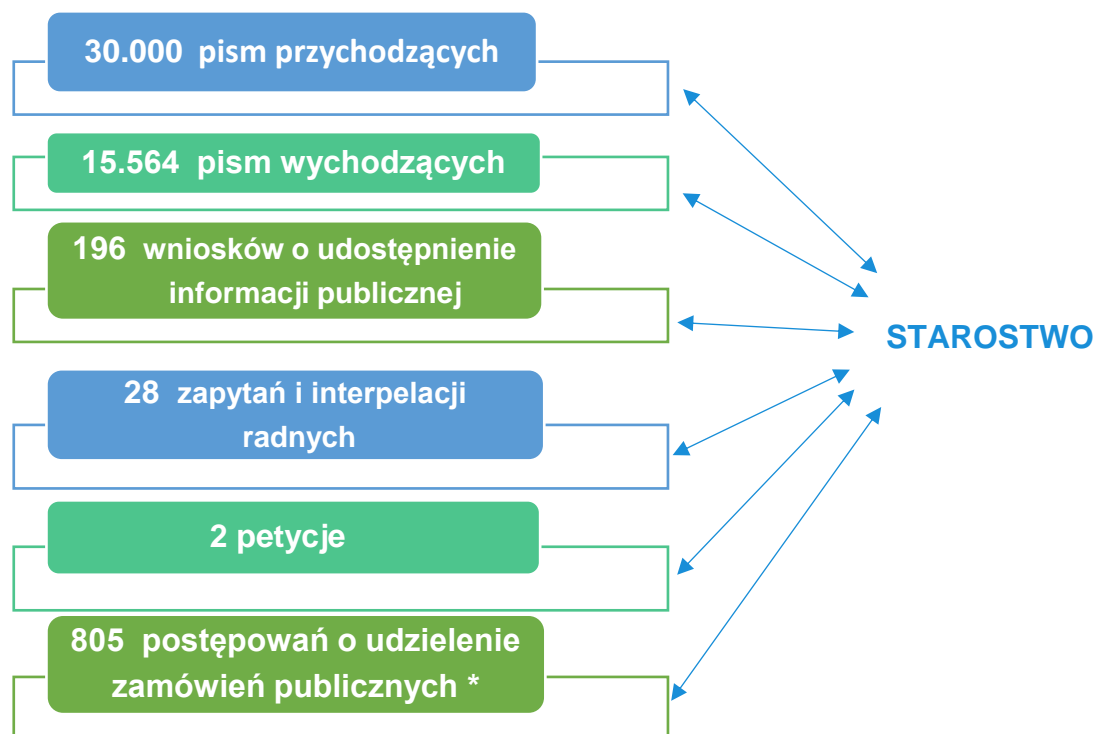 30.000 pism przychodzących
15.564 pism wychodzących
196 wniosków o udostępnienie
informacji publicznej
STAROSTWO
28 zapytań i interpelacji
radnych
2 petycje
805 postępowań o udzielenie
zamówień publicznych *